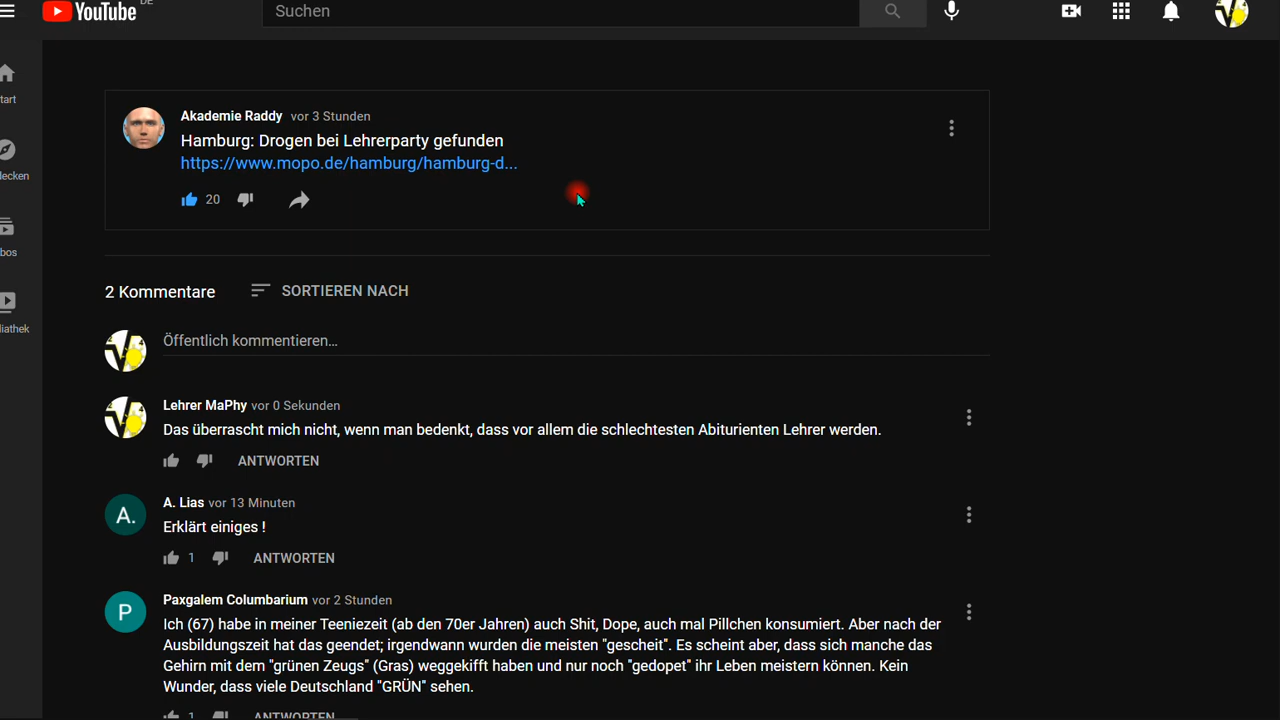 YouTube DE
Suchen
tart
lecken
bos
liathek
Akademie Raddy vor 3 Stunden
Hamburg: Drogen bei Lehrerparty gefunden
https://www.mopo.de/hamburg/hamburg-d...
20
2 Kommentare SORTIEREN NACH
Öffentlich kommentieren...
Lehrer MaPhy vor 0 Sekunden
Das überrascht mich nicht, wenn man bedenkt, dass vor allem die schlechtesten Abiturienten Lehrer werden.
ANTWORTEN
A.
A. Lias vor 13 Minuten
Erklärt einiges !
1 ANTWORTEN
P
Paxgalem Columbarium vor 2 Stunden
Ich (67) habe in meiner Teeniezeit (ab den 70er Jahren) auch Shit, Dope, auch mal Pillchen konsumiert. Aber nach der
Ausbildungszeit hat das geendet; irgendwann wurden die meisten "gescheit". Es scheint aber, dass sich manche das
Gehirn mit dem "grünen Zeugs" (Gras) weggekifft haben und nur noch "gedopet" ihr Leben meistern können. Kein
Wunder, dass viele Deutschland "GRÜN" sehen.
1 ANTWORTEN